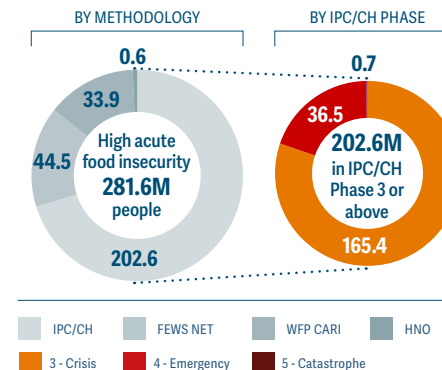 BY METHODOLOGY
BY IPC/CH PHASE
0.6
33.9
44.5
202.6
High acute
food insecurity
281.6M
people
0.7
36.5
165.4
202.6M
in IPC/CH
Phase 3 or
above
IPC/CH
FEWS NET
WFP CARI
HNO
3 - Crisis
4 - Emergency
5 - Catastrophe